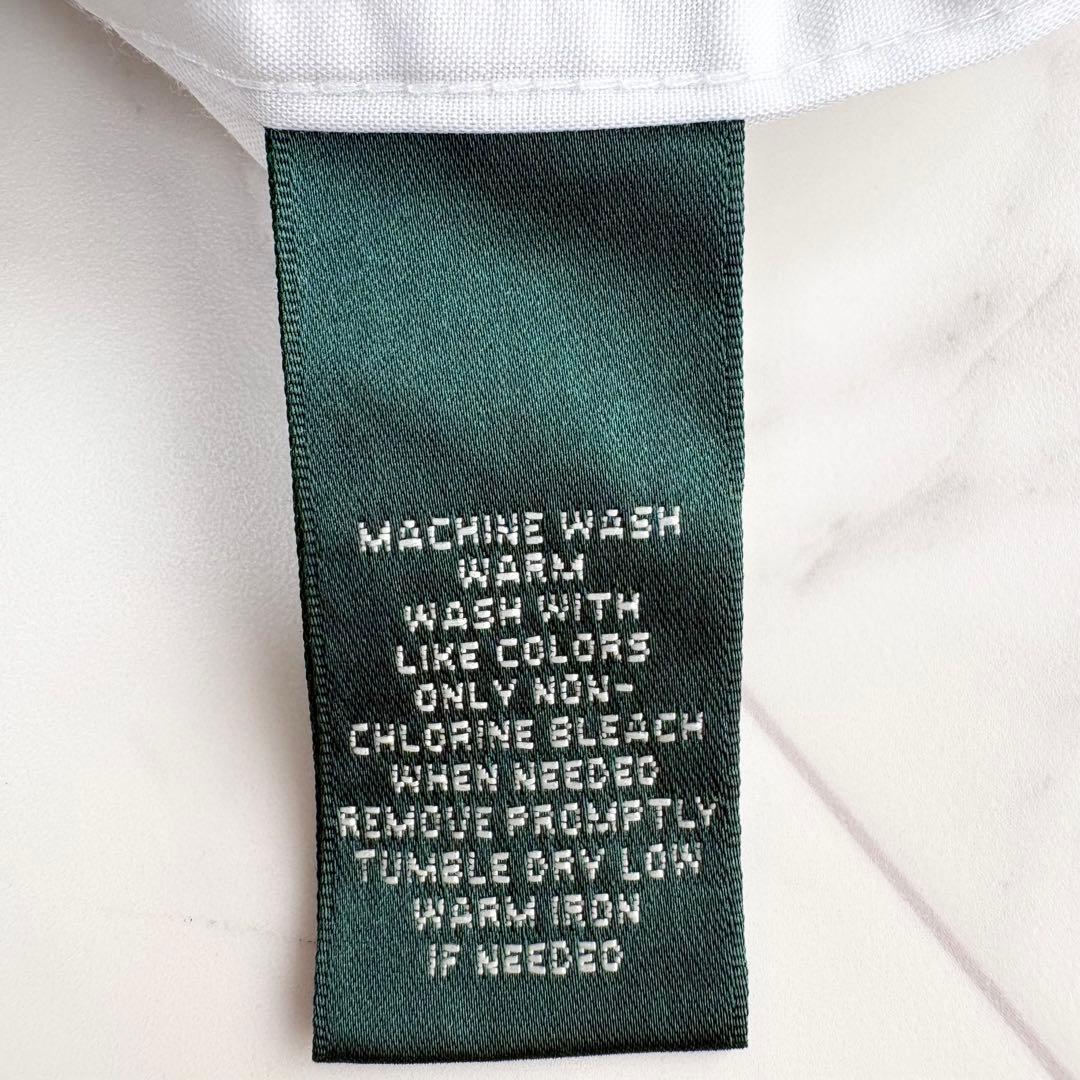 MACHINE WASH
WARM
WASH WITH
LIKE COLORS
ONLY NON-
CHLORINE BLEACH
WHEN NEEDED
REMOVE PROMPTLY
TUMBLE DRY LOW
WARM IRON
IF NEEDED